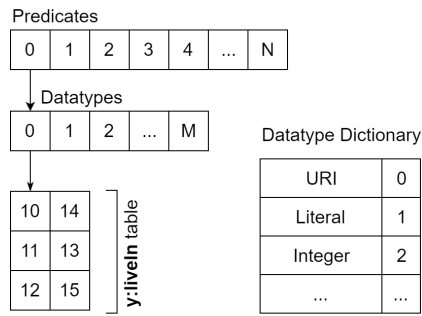 Predicates
0 1 2 3 4 ... N
Datatypes
0 1 2 ... M
10 14
11 13
12 15
y:liveIn table
Datatype Dictionary
URI 0
Literal 1
Integer 2
... ...